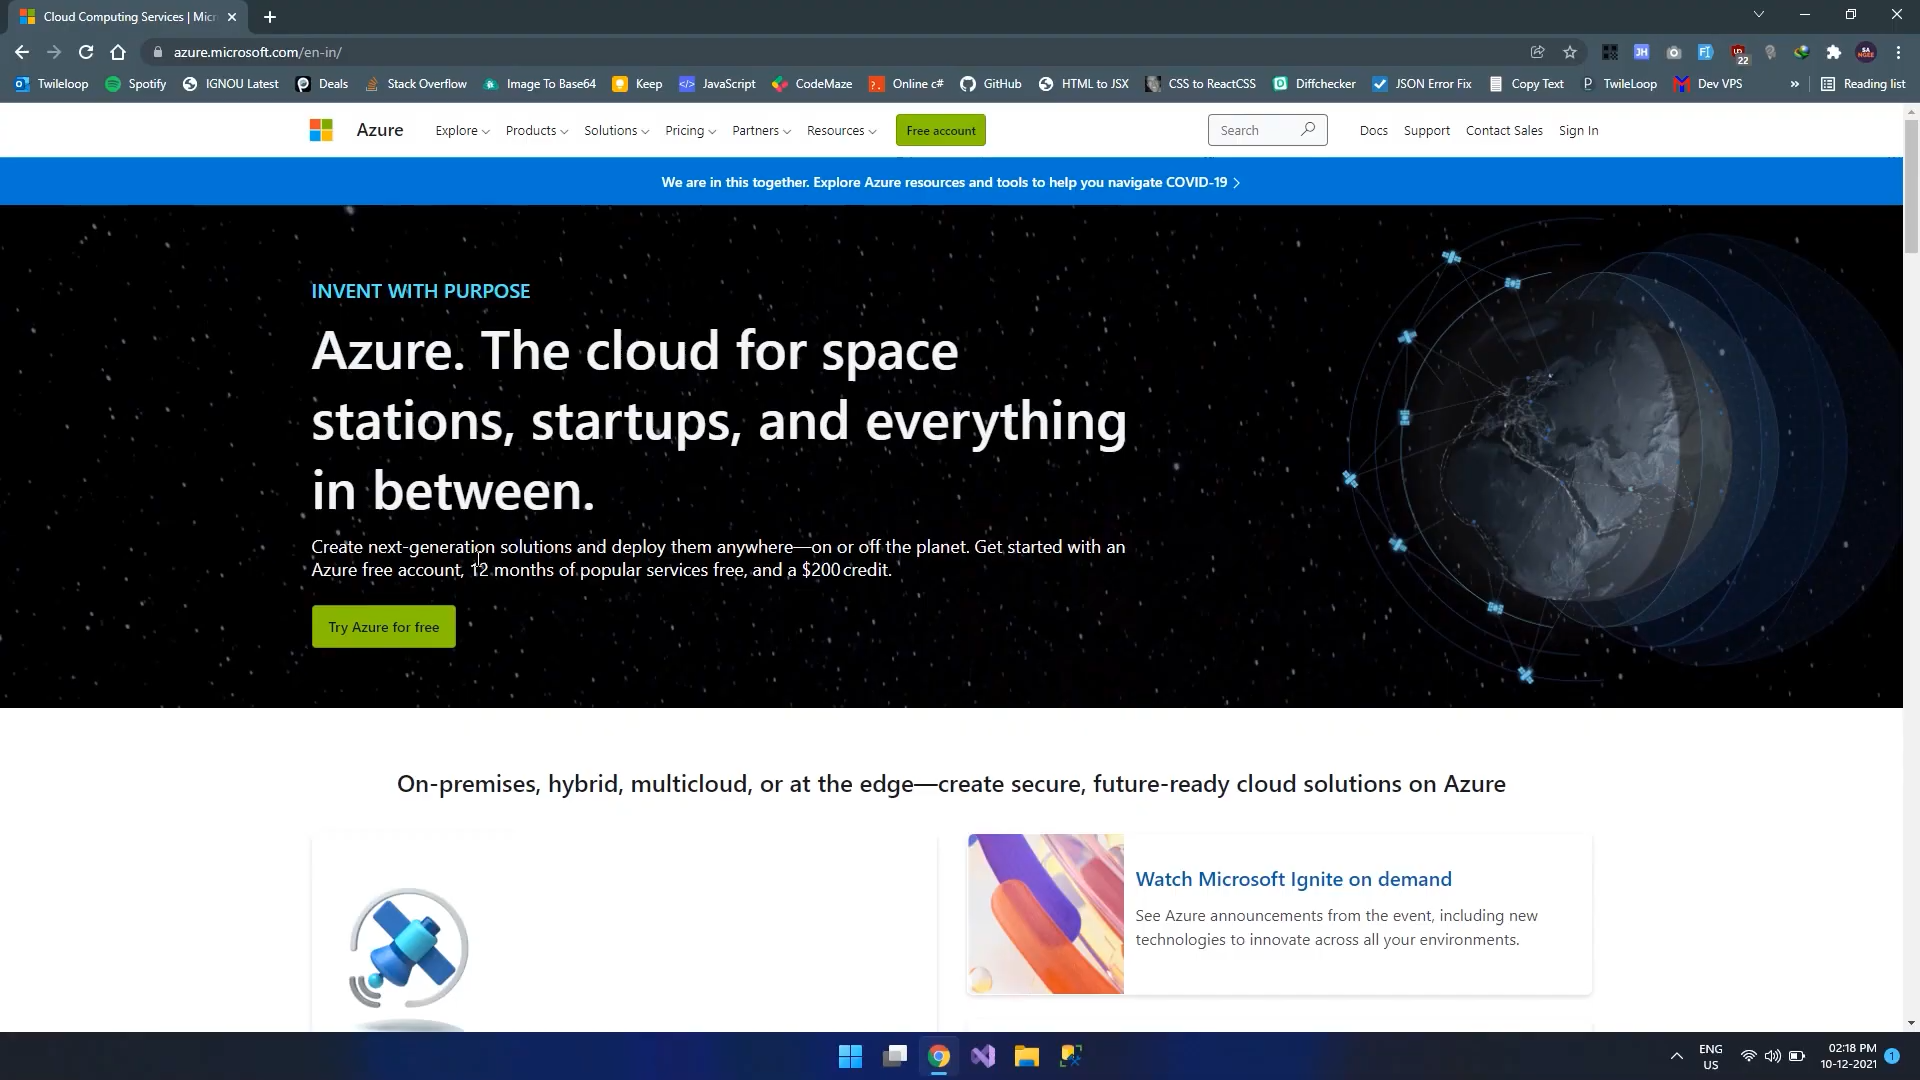 Cloud Computing Services | Micr
azure.microsoft.com/en-in/
22
Twileloop Spotify IGNOU Latest Deals Stack Overflow Image To Base64 Keep JavaScript CodeMaze Online c# GitHub HTML to JSX CSS to ReactCSS Diffchecker JSON Error Fix Copy Text TwileLoop Dev VPS » Reading list
Azure Explore Products Solutions Pricing Partners Resources Free account Search Docs Support Contact Sales Sign In
We are in this together. Explore Azure resources and tools to help you navigate COVID-19 >
INVENT WITH PURPOSE
Azure. The cloud for space
stations, startups, and everything
in between.
Create next-generation solutions and deploy them anywhere—on or off the planet. Get started with an
Azure free account, 12 months of popular services free, and a $200 credit.
Try Azure for free
On-premises, hybrid, multicloud, or at the edge—create secure, future-ready cloud solutions on Azure
Watch Microsoft Ignite on demand
See Azure announcements from the event, including new
technologies to innovate across all your environments.
ENG
US
02:18 PM
10-12-2021
1